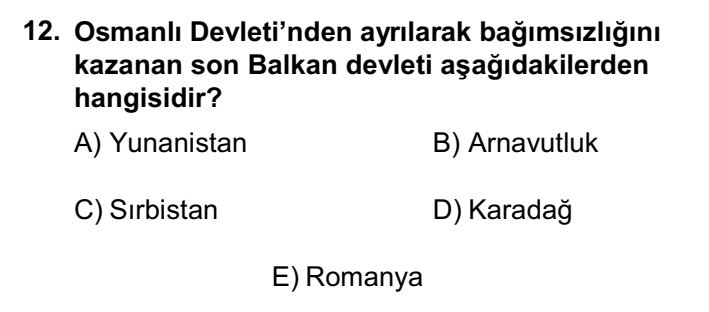 12. Osmanlı Devleti’nden ayrılarak bağımsızlığını
kazanan son Balkan devleti aşağıdakilerden
hangisidir?
A) Yunanistan B) Arnavutluk
C) Sırbistan D) Karadağ
E) Romanya